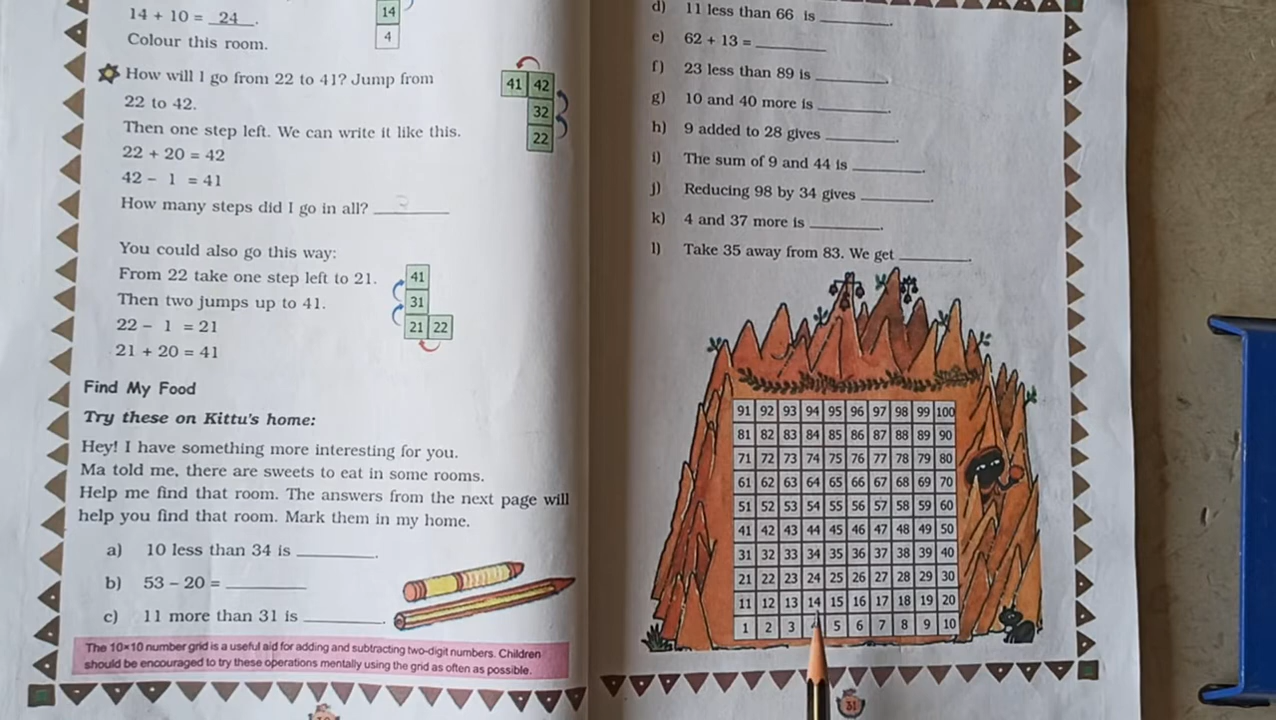 14 + 10 = 24 .
Colour this room.
14
4
How will I go from 22 to 41? Jump from
22 to 42.
Then one step left. We can write it like this.
22 + 20 = 42
42 – 1 = 41
How many steps did I go in all? 3
41 42
32
22
You could also go this way:
From 22 take one step left to 21.
Then two jumps up to 41.
22 – 1 = 21
21 + 20 = 41
41
31
21 22
Find My Food
Try these on Kittu's home:
Hey! I have something more interesting for you.
Ma told me, there are sweets to eat in some rooms.
Help me find that room. The answers from the next page will
help you find that room. Mark them in my home.
a) 10 less than 34 is ________.
b) 53 – 20 = ________
c) 11 more than 31 is ________.
The 10×10 number grid is a useful aid for adding and subtracting two-digit numbers. Children
should be encouraged to try these operations mentally using the grid as often as possible.
d) 11 less than 66 is ________.
e) 62 + 13 = ________
f) 23 less than 89 is ________.
g) 10 and 40 more is ________.
h) 9 added to 28 gives ________.
i) The sum of 9 and 44 is ________.
j) Reducing 98 by 34 gives ________.
k) 4 and 37 more is ________.
l) Take 35 away from 83. We get ________.
91 92 93 94 95 96 97 98 99 100
81 82 83 84 85 86 87 88 89 90
71 72 73 74 75 76 77 78 79 80
61 62 63 64 65 66 67 68 69 70
51 52 53 54 55 56 57 58 59 60
41 42 43 44 45 46 47 48 49 50
31 32 33 34 35 36 37 38 39 40
21 22 23 24 25 26 27 28 29 30
11 12 13 14 15 16 17 18 19 20
1 2 3 5 6 7 8 9 10
31